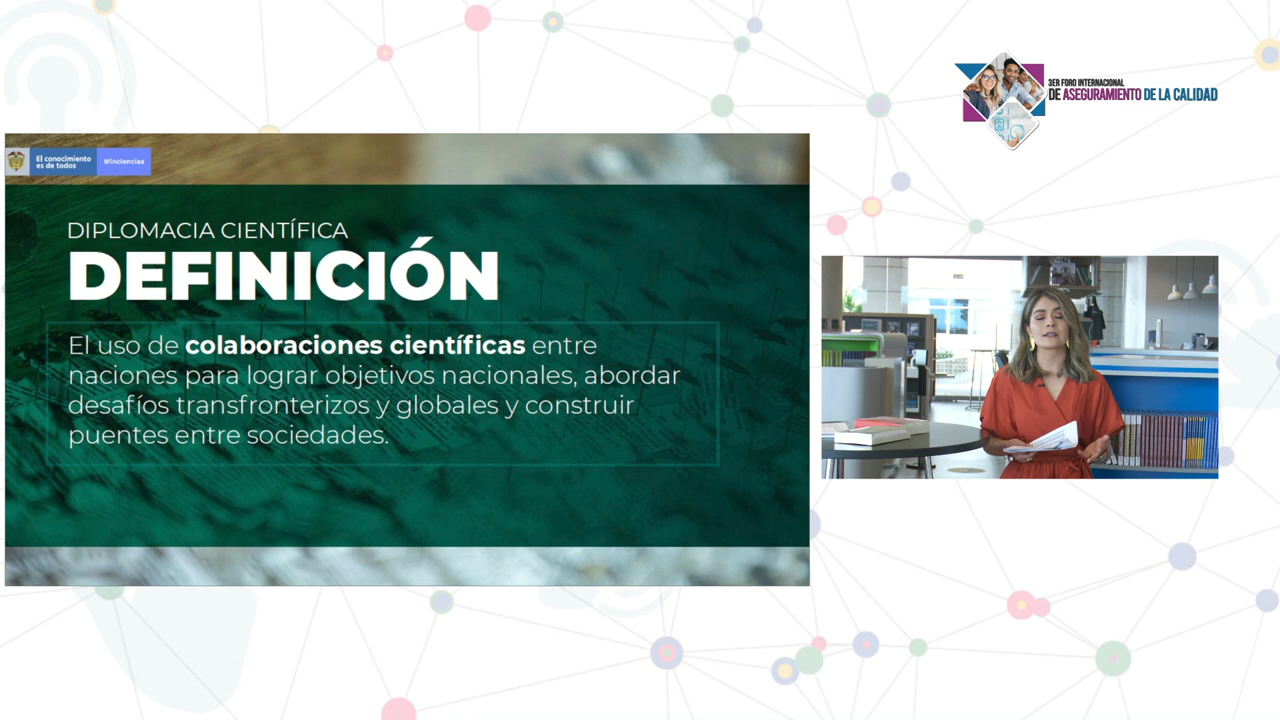 3ER FORO INTERNACIONAL
DE ASEGURAMIENTO DE LA CALIDAD
El conocimiento
es de todos
Minciencias
DIPLOMACIA CIENTÍFICA
DEFINICIÓN
El uso de colaboraciones científicas entre
naciones para lograr objetivos nacionales, abordar
desafíos transfronterizos y globales y construir
puentes entre sociedades.